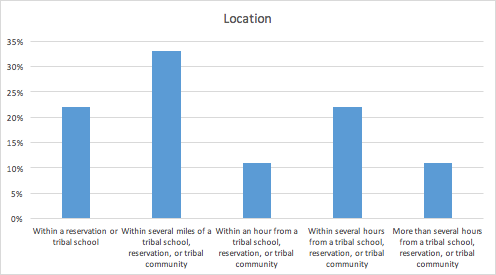 Location
35%
30%
25%
20%
15%
10%
5%
0%
Within a reservation or
tribal school
Within several miles of a
tribal school,
reservation, or tribal
community
Within an hour from a
tribal school,
reservation, or tribal
community
Within several hours
from a tribal school,
reservation, or tribal
community
More than several hours
from a tribal school,
reservation, or tribal
community